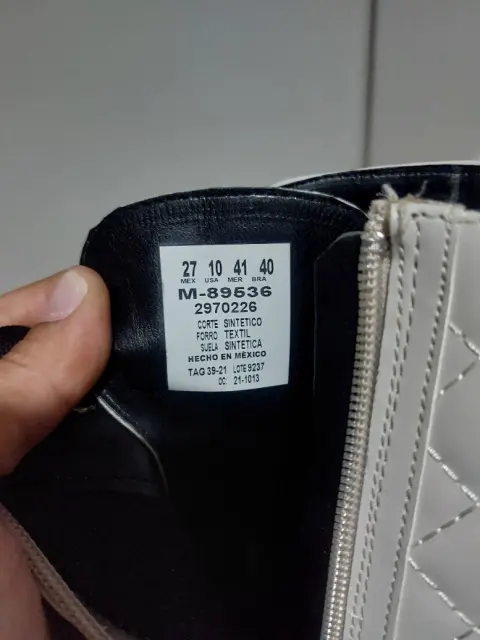 27 10 41 40
MEX USA MER BRA
M-89536
2970226
CORTE SINTETICO
FORRO TEXTIL
SUELA SINTETICA
HECHO EN MÉXICO
TAG 39-21 LOTE 9237
OC: 21-1013